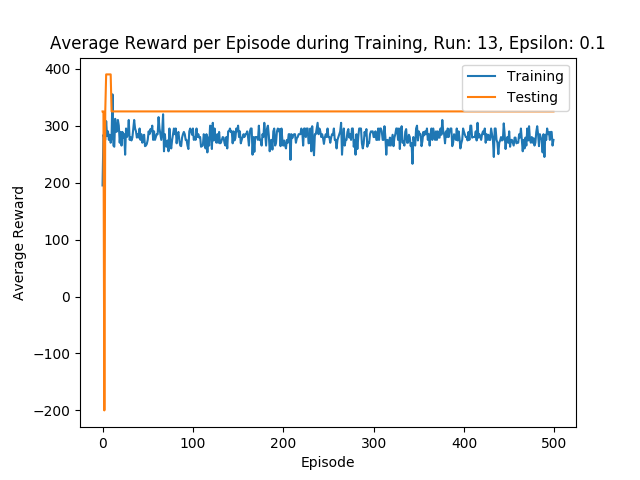 Average Reward per Episode during Training, Run: 13, Epsilon: 0.1
Training
Testing
400
300
200
100
0
−100
−200
Average Reward
0 100 200 300 400 500
Episode